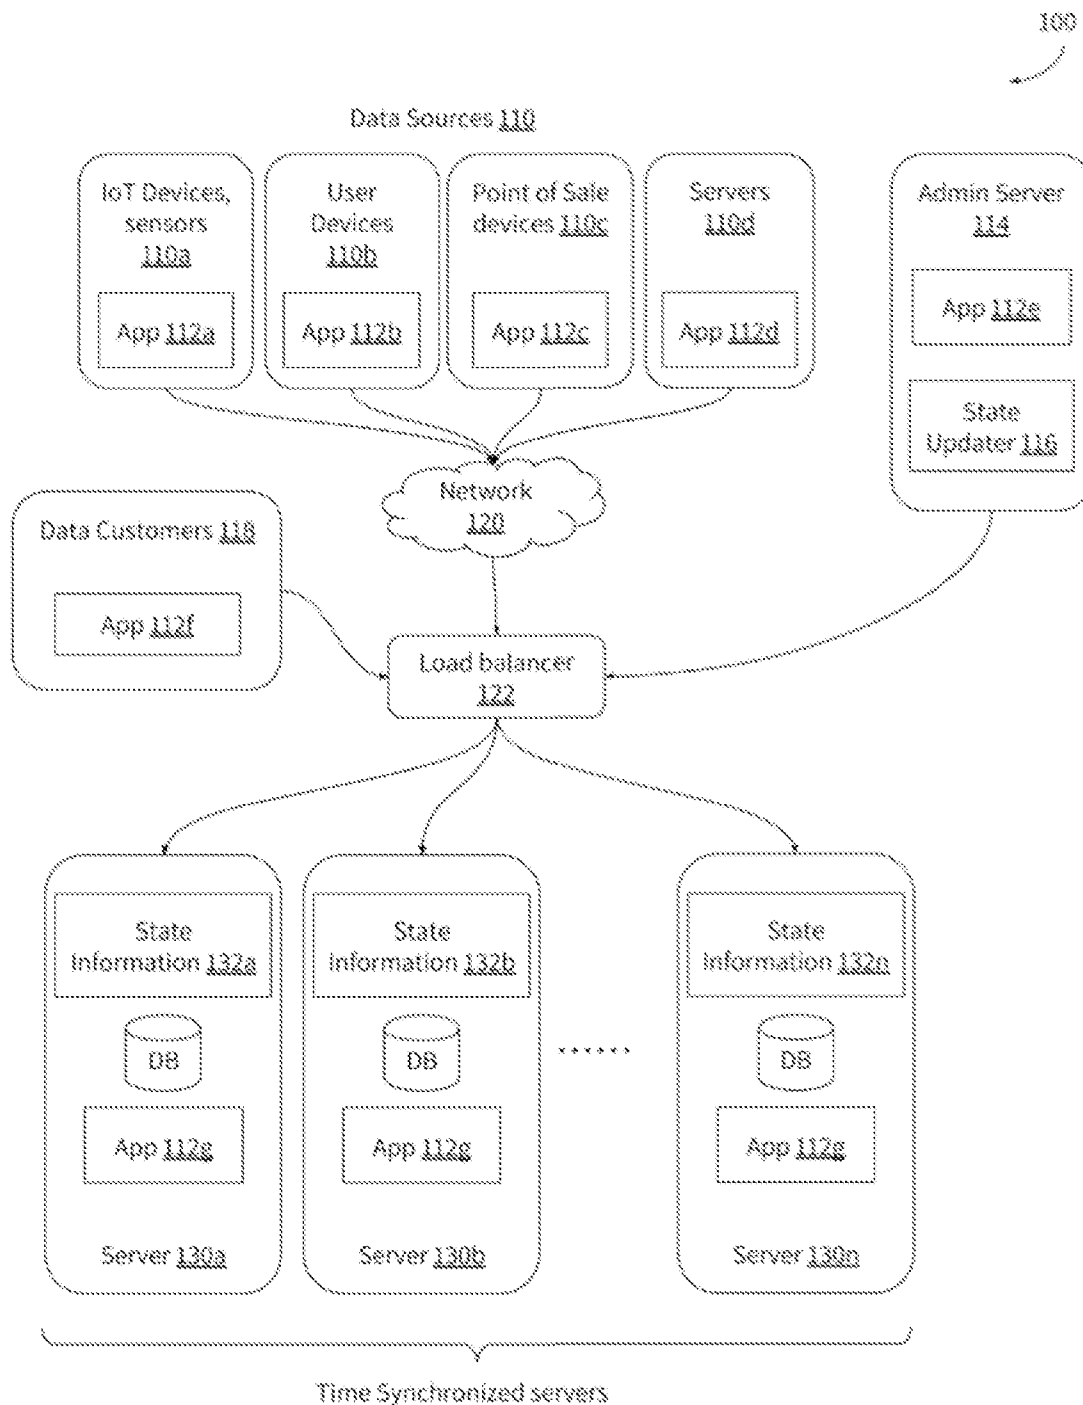 100
Data Sources 110
IoT Devices,
sensors
110a
App 112a
User
Devices
110b
App 112b
Point of Sale
devices 110c
App 112c
Servers
110d
App 112d
Admin Server
114
App 112e
State
Updater 116
Network
120
Data Customers 118
App 112f
Load balancer
122
State
Information 132a
DB
App 112g
Server 130a
State
Information 132b
DB
App 112g
Server 130b
State
Information 132n
DB
App 112g
Server 130n
Time Synchronized servers